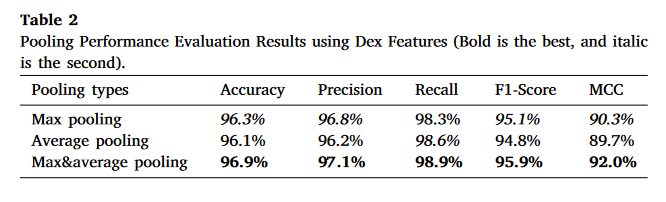 Table 2
Pooling Performance Evaluation Results using Dex Features (Bold is the best, and italic
is the second).
Pooling types Accuracy Precision Recall F1-Score MCC
Max pooling 96.3% 96.8% 98.3% 95.1% 90.3%
Average pooling 96.1% 96.2% 98.6% 94.8% 89.7%
Max&average pooling 96.9% 97.1% 98.9% 95.9% 92.0%